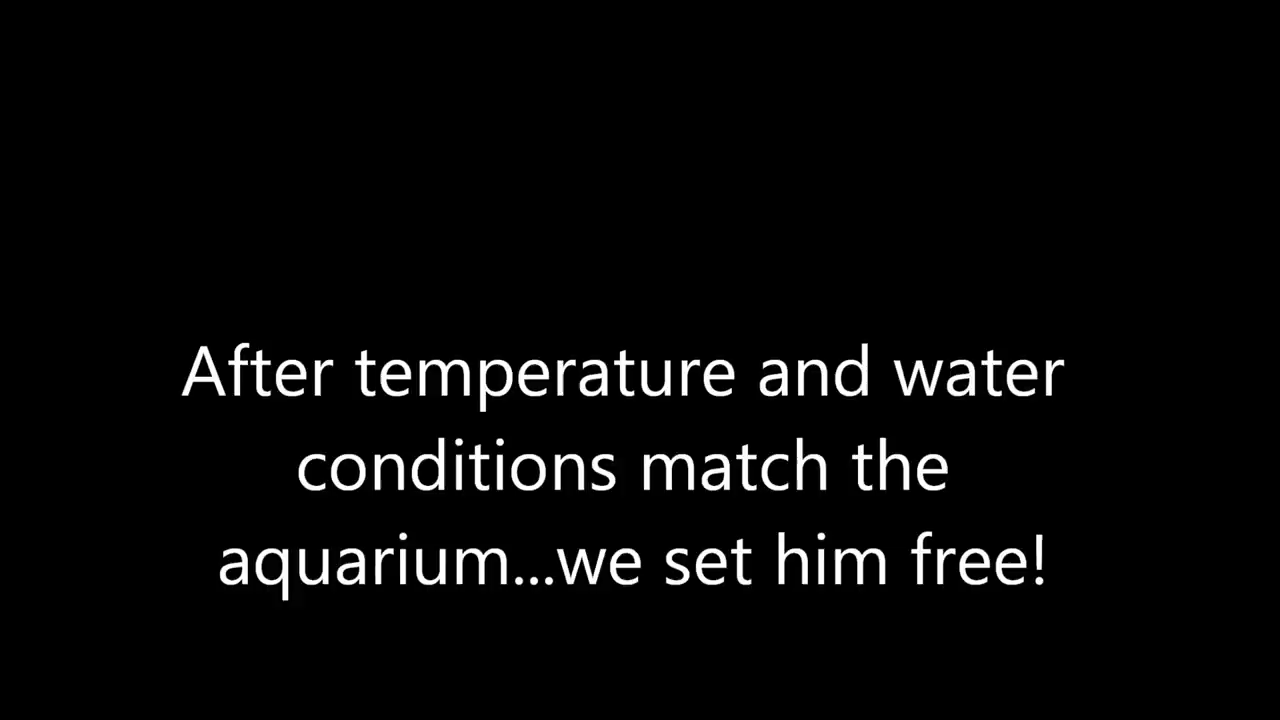 After temperature and water
conditions match the
aquarium...we set him free!